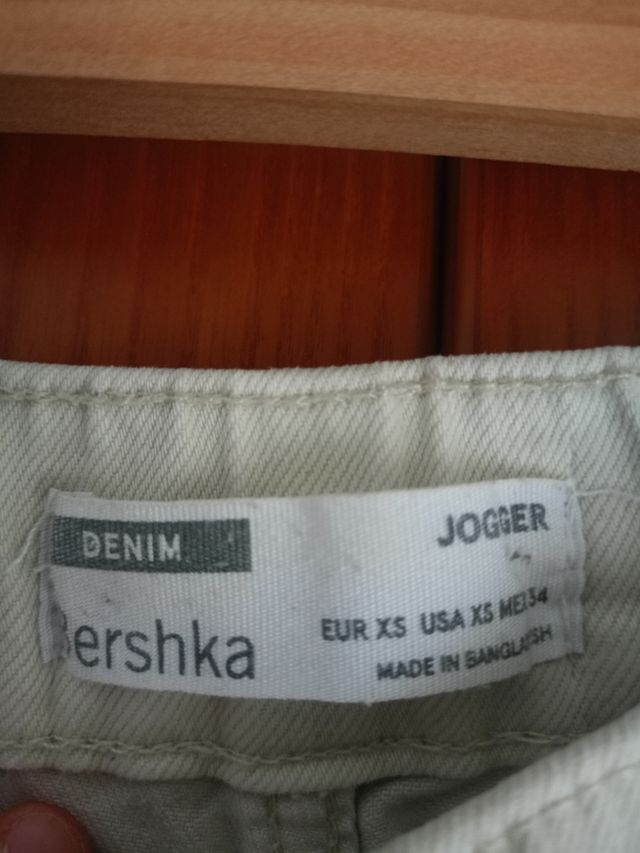 DENIM
JOGGER
Bershka
EUR XS USA XS MEX 34
MADE IN BANGLADESH